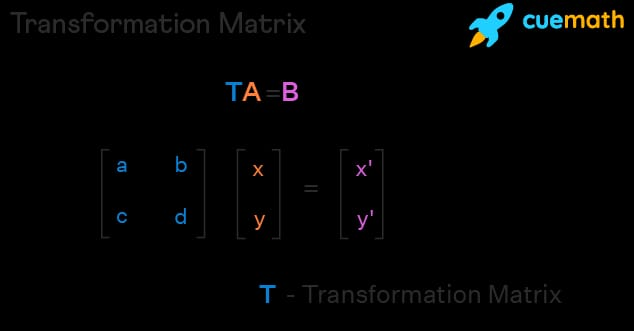 Transformation Matrix
cuemath
TA=B
a b x x'
=
c d y y'
T - Transformation Matrix